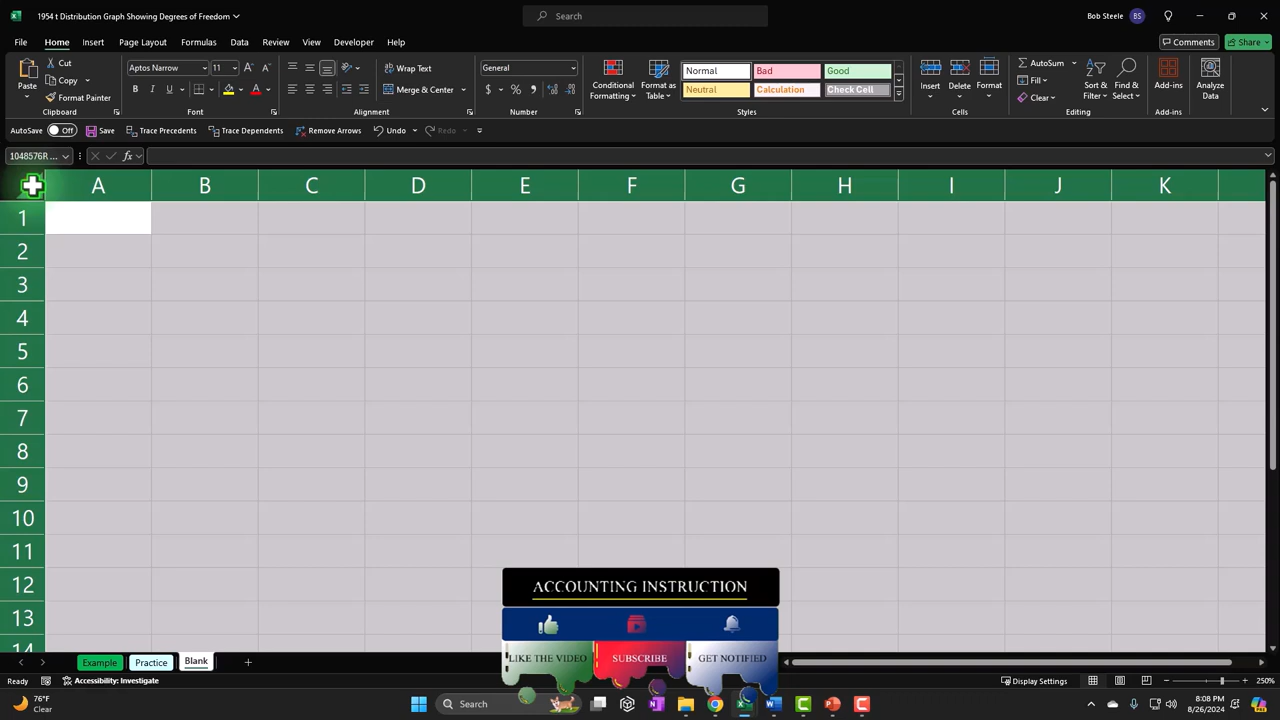 1954 t Distribution Graph Showing Degrees of Freedom
Search
Bob Steele BS
File Home Insert Page Layout Formulas Data Review View Developer Help
Comments Share
Paste
Cut
Copy
Format Painter
Clipboard
Aptos Narrow 11
B I U
Font
Wrap Text
Merge & Center
Alignment
General
$ % 9
Number
Conditional Formatting
Format as Table
Normal Bad Good
Neutral Calculation Check Cell
Styles
Insert Delete Format
Cells
AutoSum
Fill
Clear
Sort & Filter
Find & Select
Editing
Add-ins
Add-ins
Analyze Data
AutoSave Off Save Trace Precedents Trace Dependents Remove Arrows Undo Redo
1048576R ... fx
A B C D E F G H I J K
1
2
3
4
5
6
7
8
9
10
11
12
13
14
ACCOUNTING INSTRUCTION
LIKE THE VIDEO SUBSCRIBE GET NOTIFIED
Example Practice Blank
Ready Accessibility: Investigate Display Settings 250%
76°F
Clear
Search
8:08 PM
8/26/2024